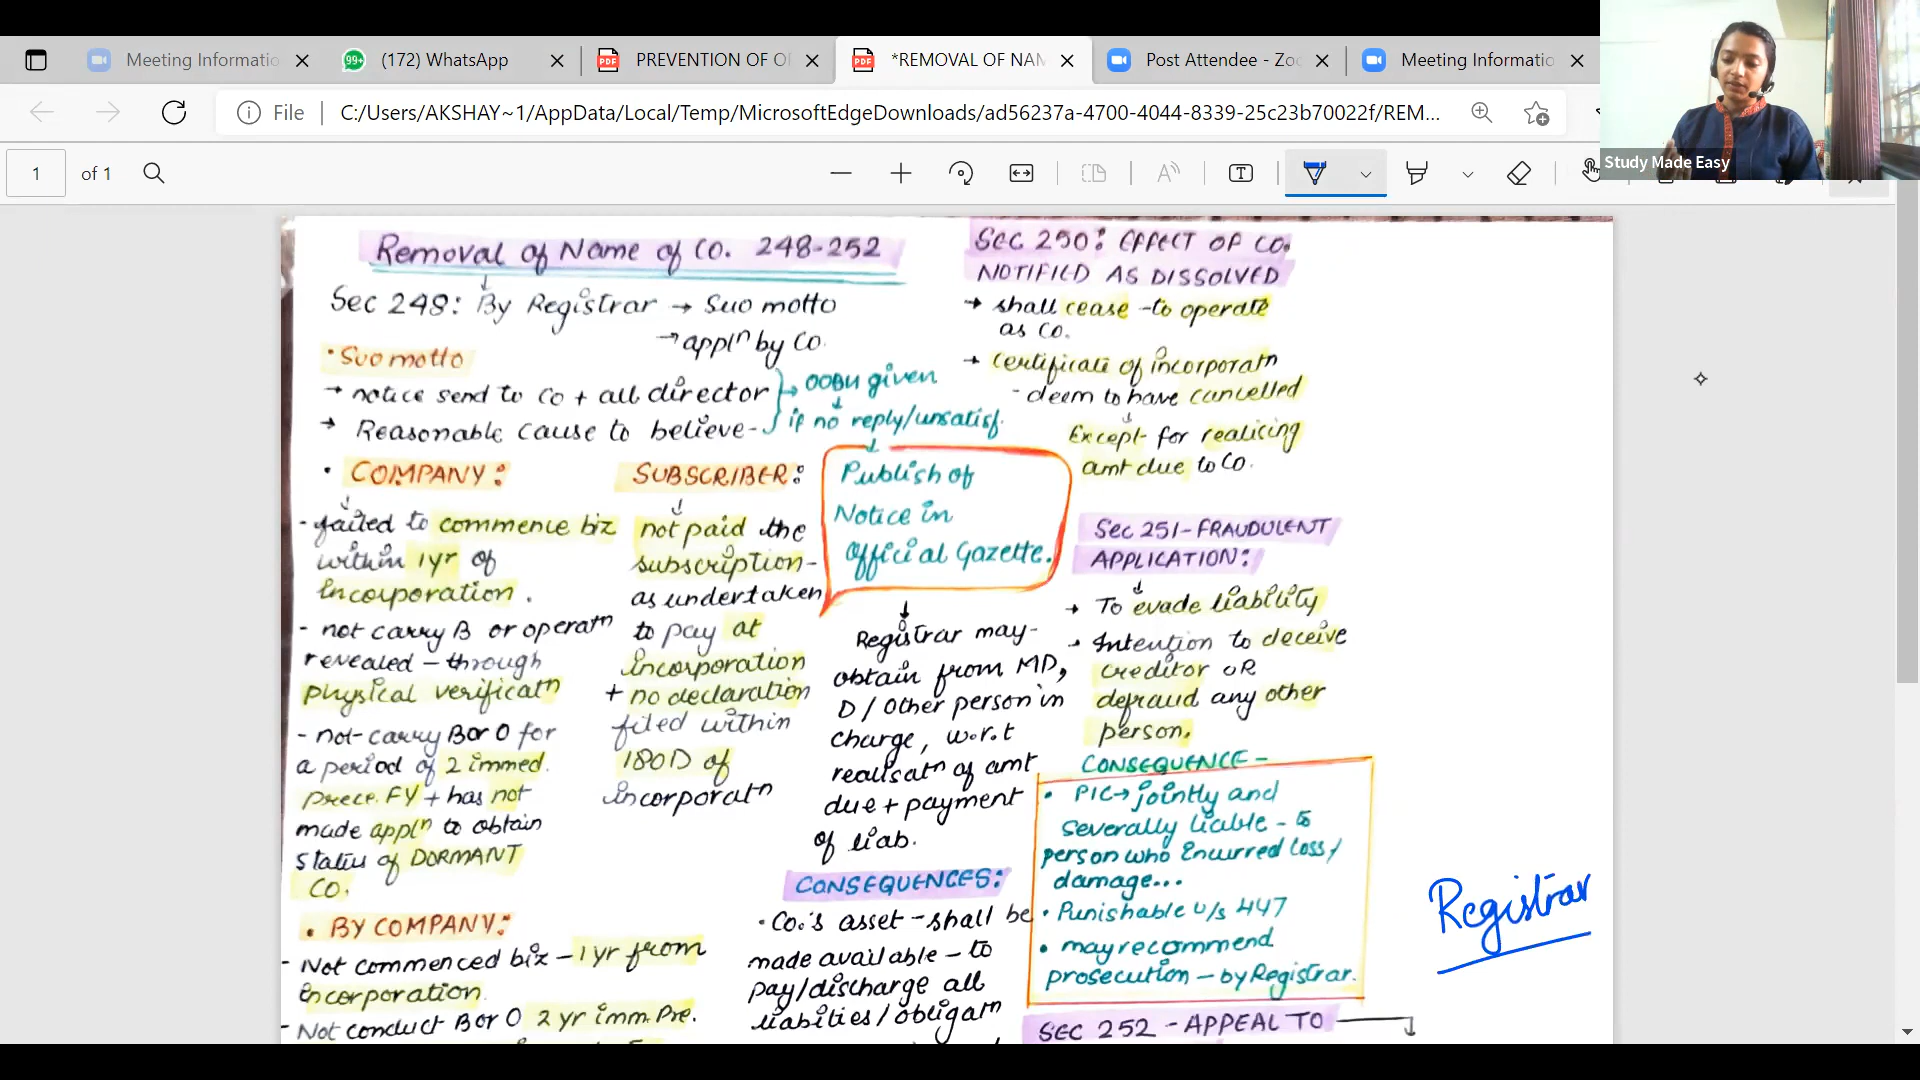 Meeting Informatio
(172) WhatsApp
PREVENTION OF O
*REMOVAL OF NAM
Post Attendee - Zoo
Meeting Informatio
File
C:/Users/AKSHAY~1/AppData/Local/Temp/MicrosoftEdgeDownloads/ad56237a-4700-4044-8339-25c23b70022f/REM...
1 of 1
Study Made Easy
Removal of Name of Co. 248-252
Sec 248: By Registrar → Suo motto
→ appln by Co.
• Suo motto
→ notice send to Co + all director
→ Reasonable cause to believe -
→ OOBH given
if no reply/unsatisf.
Publish of
Notice in
Official Gazette.
• COMPANY:
- failed to commence biz
within 1yr of
incorporation.
- not carry B or operatn
revealed - through
physical verificatn
- not-carry B or O for
a period of 2 immed.
prece. FY + has not
made appln to obtain
status of DORMANT
CO.
• BY COMPANY:
- Not commenced biz - 1 yr from
incorporation
- Not conduct B or O 2 yr imm. Pre.
SUBSCRIBER:
not paid the
subscription-
as undertaken
to pay at
incorporation
+ no declaration
filed within
180D of
incorporatn
Registrar may-
obtain from MD,
D / Other person in
charge, w.r.t
realisatn of amt
due + payment
of liab.
CONSEQUENCES:
• Co.'s asset - shall be
made available - to
pay/discharge all
liabities/obligatn
SEC 250: EFFECT OF CO.
NOTIFIED AS DISSOLVED
→ shall cease -to operate
as Co.
→ Certificate of incorporatn
- deem to have cancelled
Except for realicing
amt due to Co.
Sec 251-FRAUDULENT
APPLICATION:
→ To evade liability
→ Intention to deceive
creditor OR
defraud any other
person.
CONSEQUENCE -
• PIC→ jointly and
severally liable - to
person who incurred loss/
damage...
• Punishable u/s 447
• may recommend
prosecution - by Registrar.
SEC 252 - APPEAL TO
Registrar